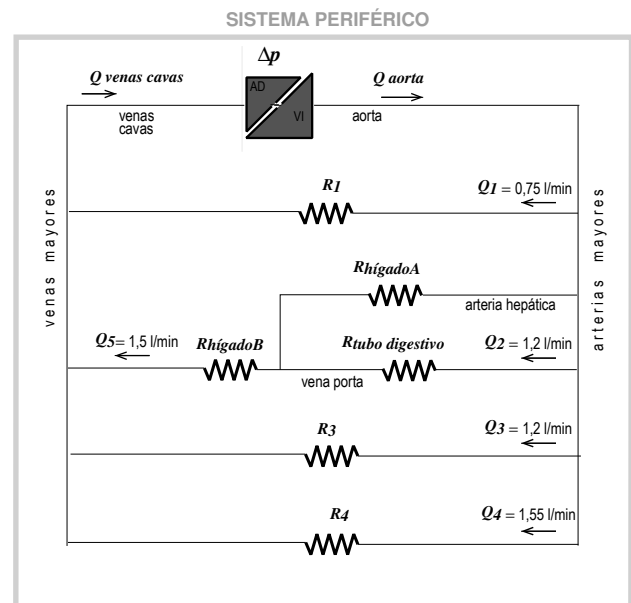 SISTEMA PERIFÉRICO
Δp
Q venas cavas
Q aorta
AD
VI
venas
cavas
aorta
R1
Q1 = 0,75 l/min
venas mayores
arterias mayores
RhígadoA
arteria hepática
Q5= 1,5 l/min
RhígadoB
Rtubo digestivo
Q2 = 1,2 l/min
vena porta
R3
Q3 = 1,2 l/min
R4
Q4 = 1,55 l/min